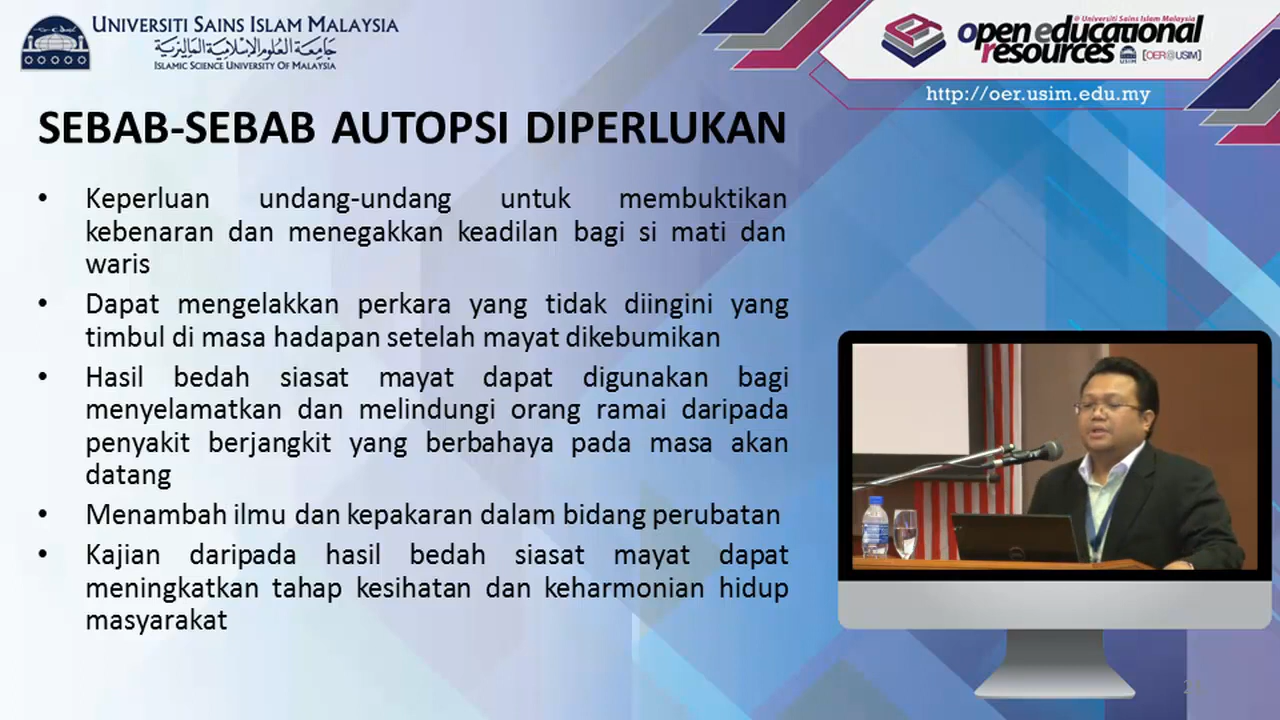 UNIVERSITI SAINS ISLAM MALAYSIA
جامعة العلوم الإسلامية الماليزية
ISLAMIC SCIENCE UNIVERSITY OF MALAYSIA
@ Universiti Sains Islam Malaysia
open educational
resources
USIM
[OER@USIM]
http://oer.usim.edu.my
SEBAB-SEBAB AUTOPSI DIPERLUKAN
• Keperluan undang-undang untuk membuktikan
kebenaran dan menegakkan keadilan bagi si mati dan
waris
• Dapat mengelakkan perkara yang tidak diingini yang
timbul di masa hadapan setelah mayat dikebumikan
• Hasil bedah siasat mayat dapat digunakan bagi
menyelamatkan dan melindungi orang ramai daripada
penyakit berjangkit yang berbahaya pada masa akan
datang
• Menambah ilmu dan kepakaran dalam bidang perubatan
• Kajian daripada hasil bedah siasat mayat dapat
meningkatkan tahap kesihatan dan keharmonian hidup
masyarakat